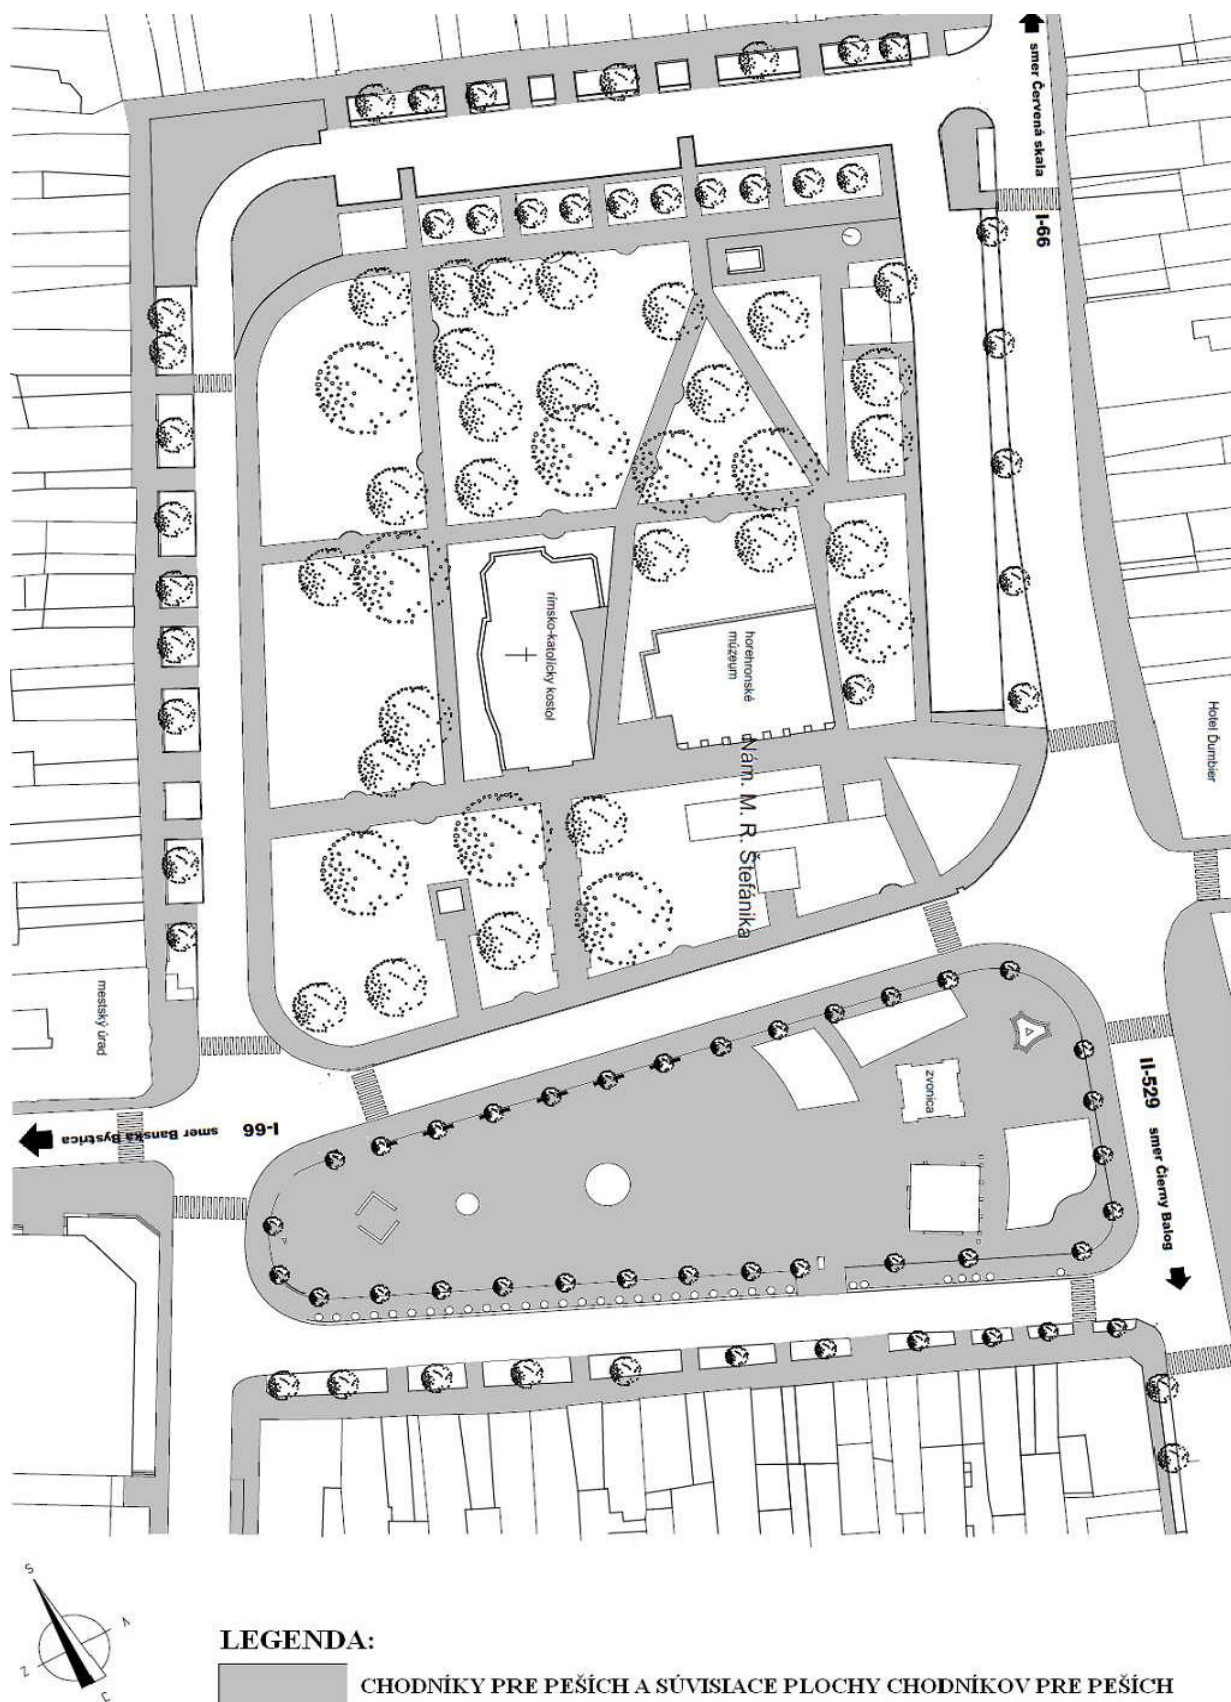 smer Červená skala
I-66
rímsko-katolícky kostol
horehronské
múzeum
Nám. M. R. Štefánika
Hotel Ďumbier
mestský úrad
zvonica
II-529
smer Čierny Balog
smer Banská Bystrica
I-66
S
V
Z
J
LEGENDA:
CHODNÍKY PRE PEŠÍCH A SÚVISIACE PLOCHY CHODNÍKOV PRE PEŠÍCH